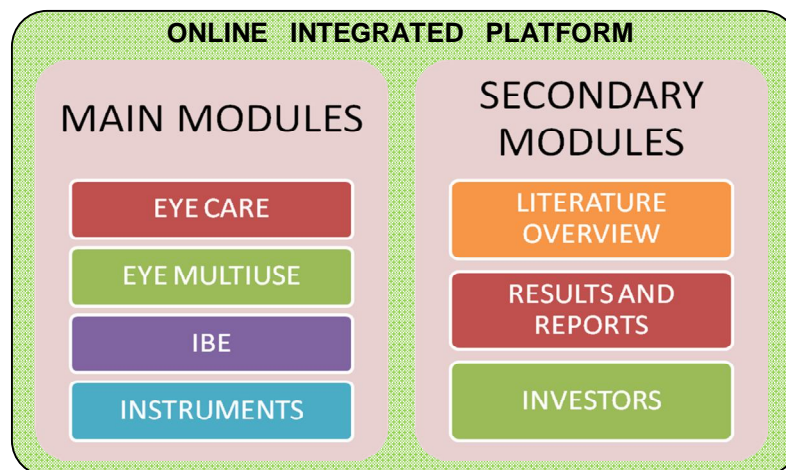 ONLINE INTEGRATED PLATFORM
MAIN MODULES
EYE CARE
EYE MULTIUSE
IBE
INSTRUMENTS
SECONDARY
MODULES
LITERATURE
OVERVIEW
RESULTS AND
REPORTS
INVESTORS